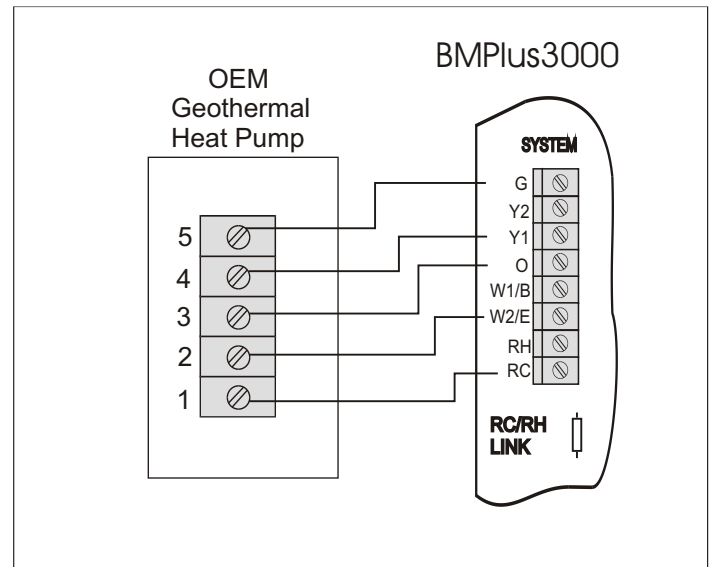 BMPlus3000
OEM
Geothermal
Heat Pump
5
4
3
2
1
SYSTEM
G
Y2
Y1
O
W1/B
W2/E
RH
RC
RC/RH
LINK